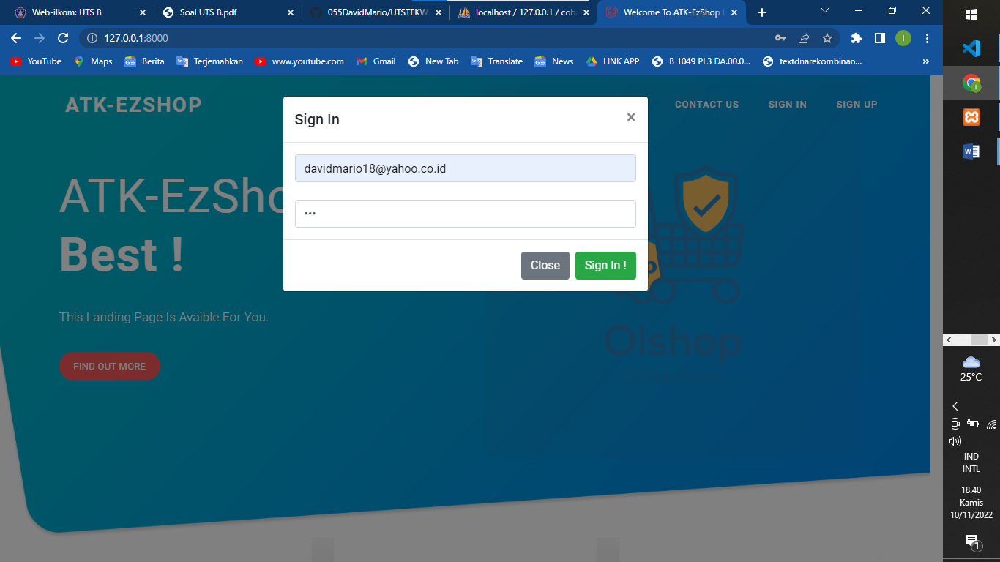 Web-ilkom: UTS B
Soal UTS B.pdf
055DavidMario/UTSTEKW
localhost / 127.0.0.1 / cob
Welcome To ATK-EzShop
127.0.0.1:8000
I
YouTube
Maps
Berita
Terjemahkan
www.youtube.com
Gmail
New Tab
Translate
News
LINK APP
B 1049 PL3 DA.00.0...
textdnarekombinan...
»
ATK-EZSHOP
CONTACT US
SIGN IN
SIGN UP
Sign In
×
davidmario18@yahoo.co.id
•••
Close
Sign In !
ATK-EzSho
Best !
This Landing Page Is Avaible For You.
FIND OUT MORE
Olshop
25°C
IND
INTL
18.40
Kamis
10/11/2022
1